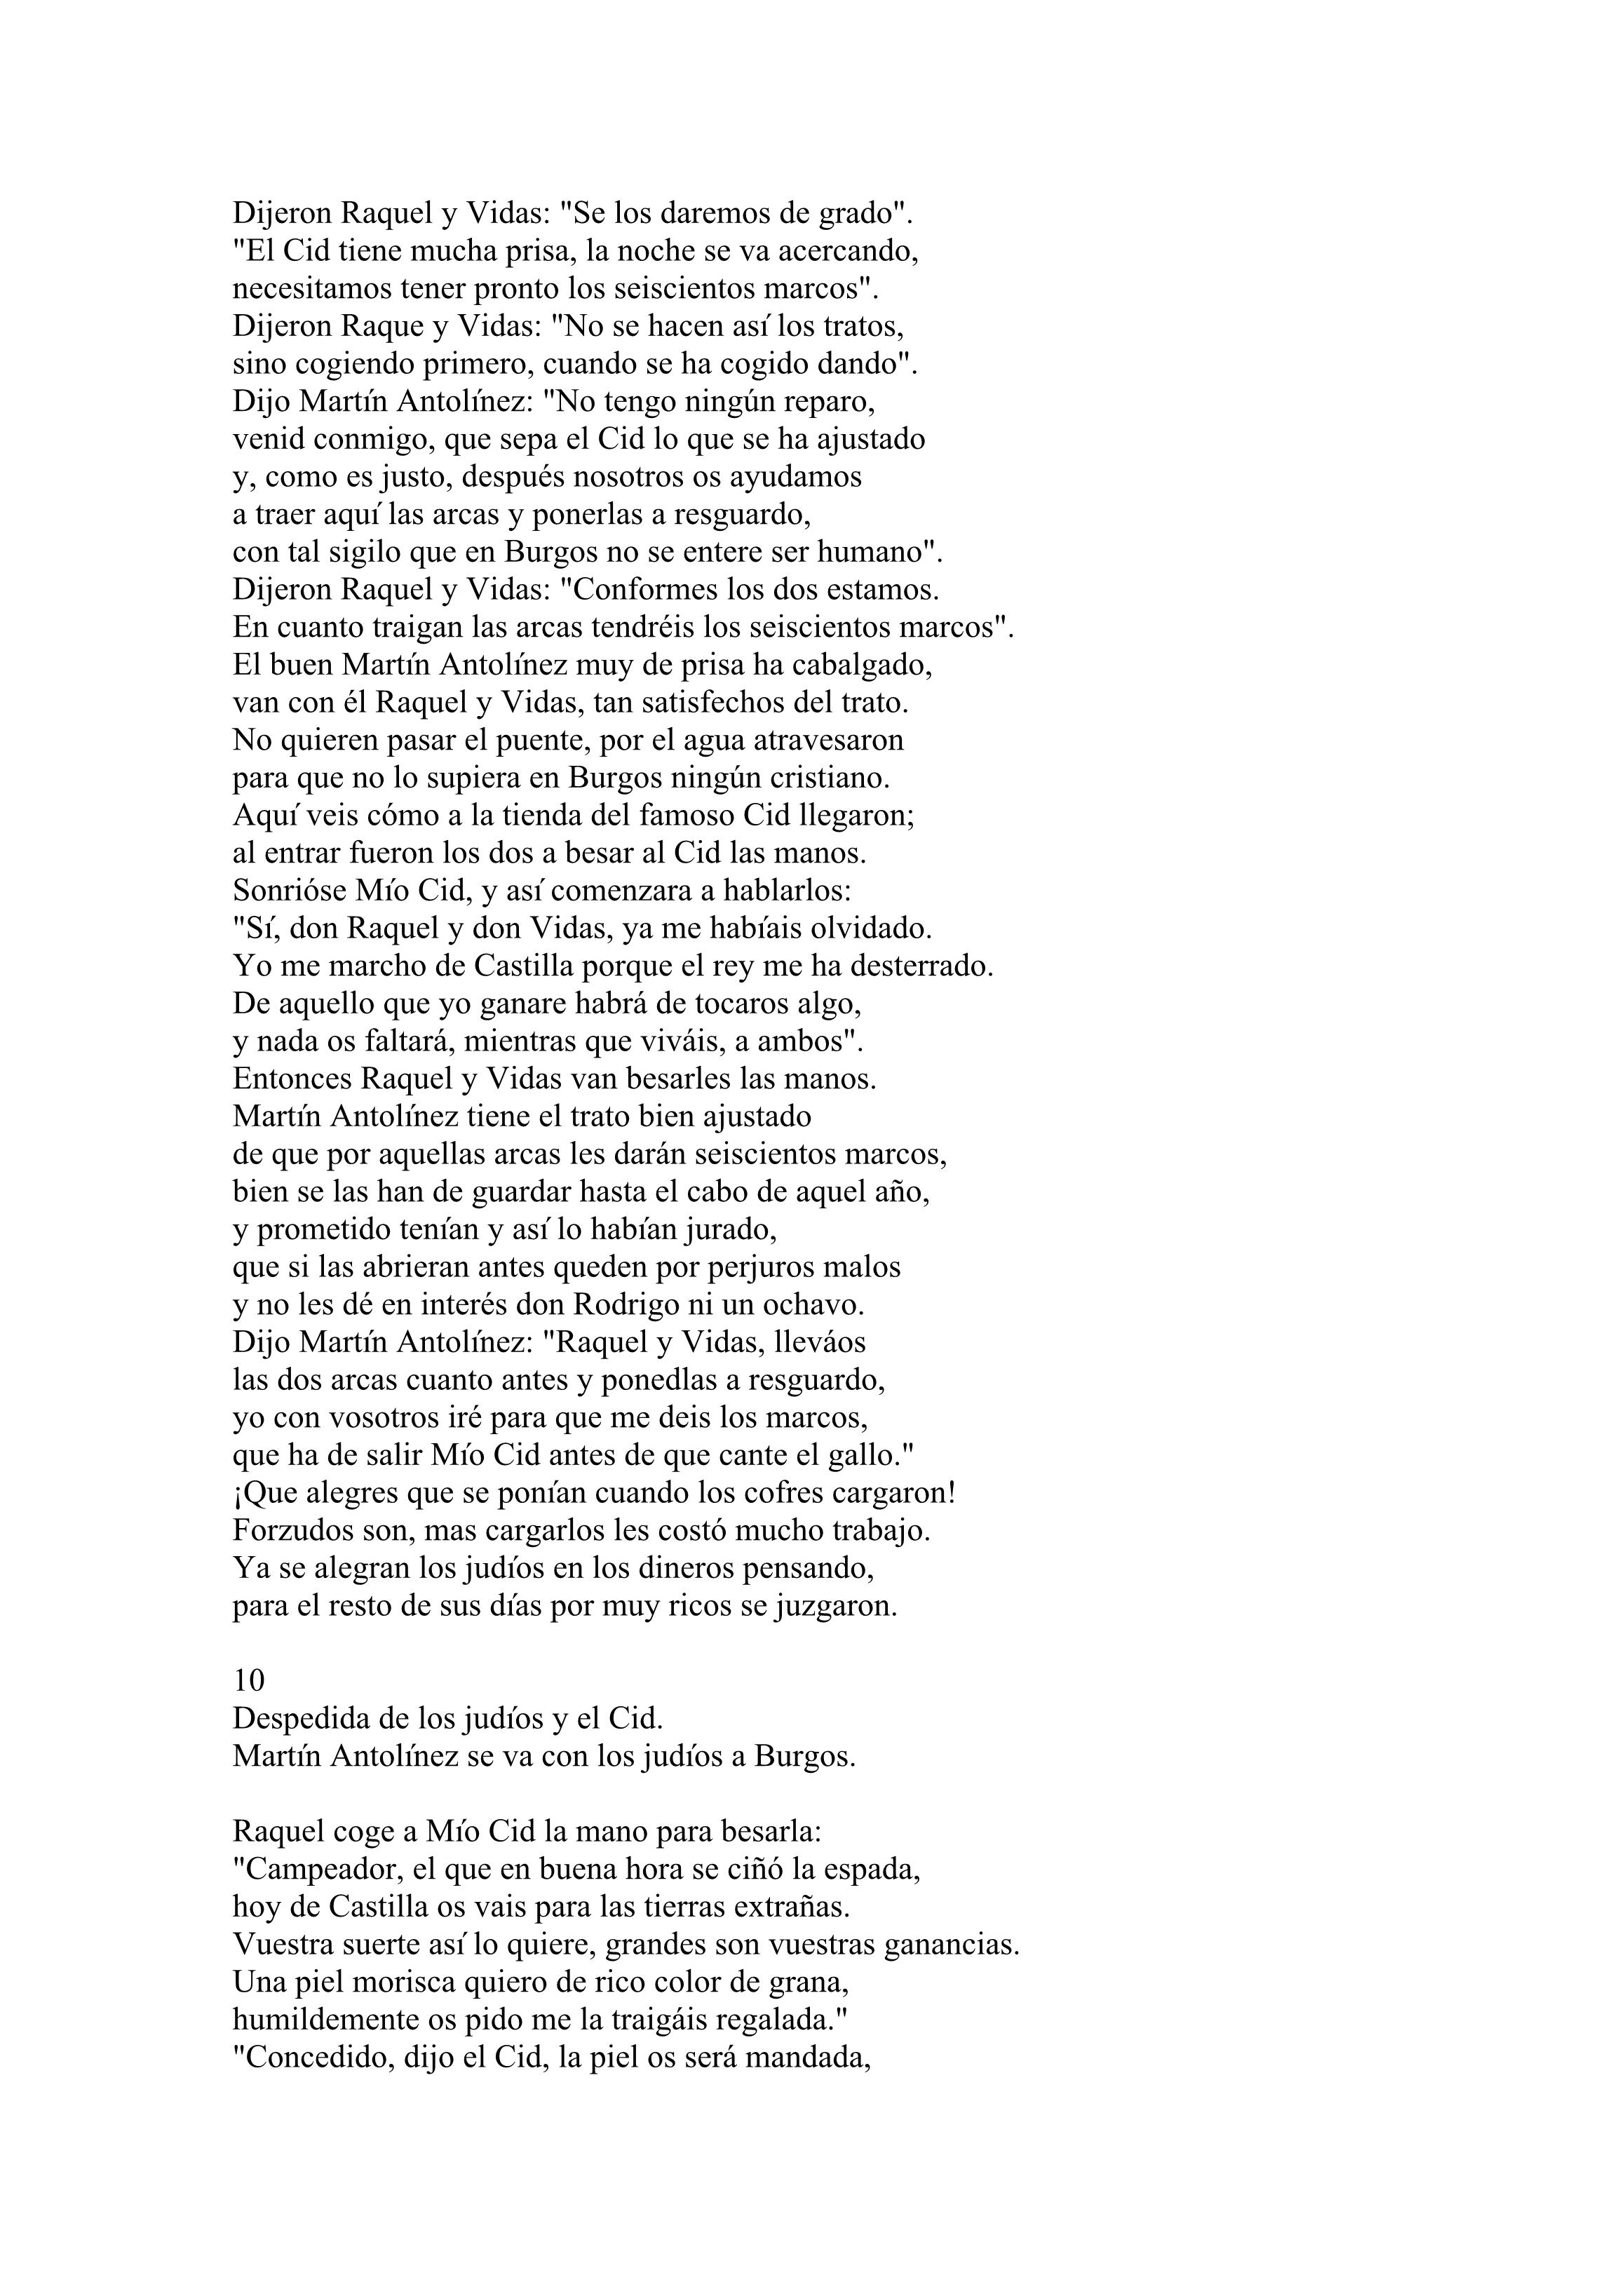 Dijeron Raquel y Vidas: "Se los daremos de grado".
"El Cid tiene mucha prisa, la noche se va acercando,
necesitamos tener pronto los seiscientos marcos".
Dijeron Raque y Vidas: "No se hacen así los tratos,
sino cogiendo primero, cuando se ha cogido dando".
Dijo Martín Antolínez: "No tengo ningún reparo,
venid conmigo, que sepa el Cid lo que se ha ajustado
y, como es justo, después nosotros os ayudamos
a traer aquí las arcas y ponerlas a resguardo,
con tal sigilo que en Burgos no se entere ser humano".
Dijeron Raquel y Vidas: "Conformes los dos estamos.
En cuanto traigan las arcas tendréis los seiscientos marcos".
El buen Martín Antolínez muy de prisa ha cabalgado,
van con él Raquel y Vidas, tan satisfechos del trato.
No quieren pasar el puente, por el agua atravesaron
para que no lo supiera en Burgos ningún cristiano.
Aquí veis cómo a la tienda del famoso Cid llegaron;
al entrar fueron los dos a besar al Cid las manos.
Sonrióse Mío Cid, y así comenzara a hablarlos:
"Sí, don Raquel y don Vidas, ya me habíais olvidado.
Yo me marcho de Castilla porque el rey me ha desterrado.
De aquello que yo ganare habrá de tocaros algo,
y nada os faltará, mientras que viváis, a ambos".
Entonces Raquel y Vidas van besarles las manos.
Martín Antolínez tiene el trato bien ajustado
de que por aquellas arcas les darán seiscientos marcos,
bien se las han de guardar hasta el cabo de aquel año,
y prometido tenían y así lo habían jurado,
que si las abrieran antes queden por perjuros malos
y no les dé en interés don Rodrigo ni un ochavo.
Dijo Martín Antolínez: "Raquel y Vidas, lleváos
las dos arcas cuanto antes y ponedlas a resguardo,
yo con vosotros iré para que me deis los marcos,
que ha de salir Mío Cid antes de que cante el gallo."
¡Que alegres que se ponían cuando los cofres cargaron!
Forzudos son, mas cargarlos les costó mucho trabajo.
Ya se alegran los judíos en los dineros pensando,
para el resto de sus días por muy ricos se juzgaron.

10
Despedida de los judíos y el Cid.
Martín Antolínez se va con los judíos a Burgos.

Raquel coge a Mío Cid la mano para besarla:
"Campeador, el que en buena hora se ciñó la espada,
hoy de Castilla os vais para las tierras extrañas.
Vuestra suerte así lo quiere, grandes son vuestras ganancias.
Una piel morisca quiero de rico color de grana,
humildemente os pido me la traigáis regalada."
"Concedido, dijo el Cid, la piel os será mandada,